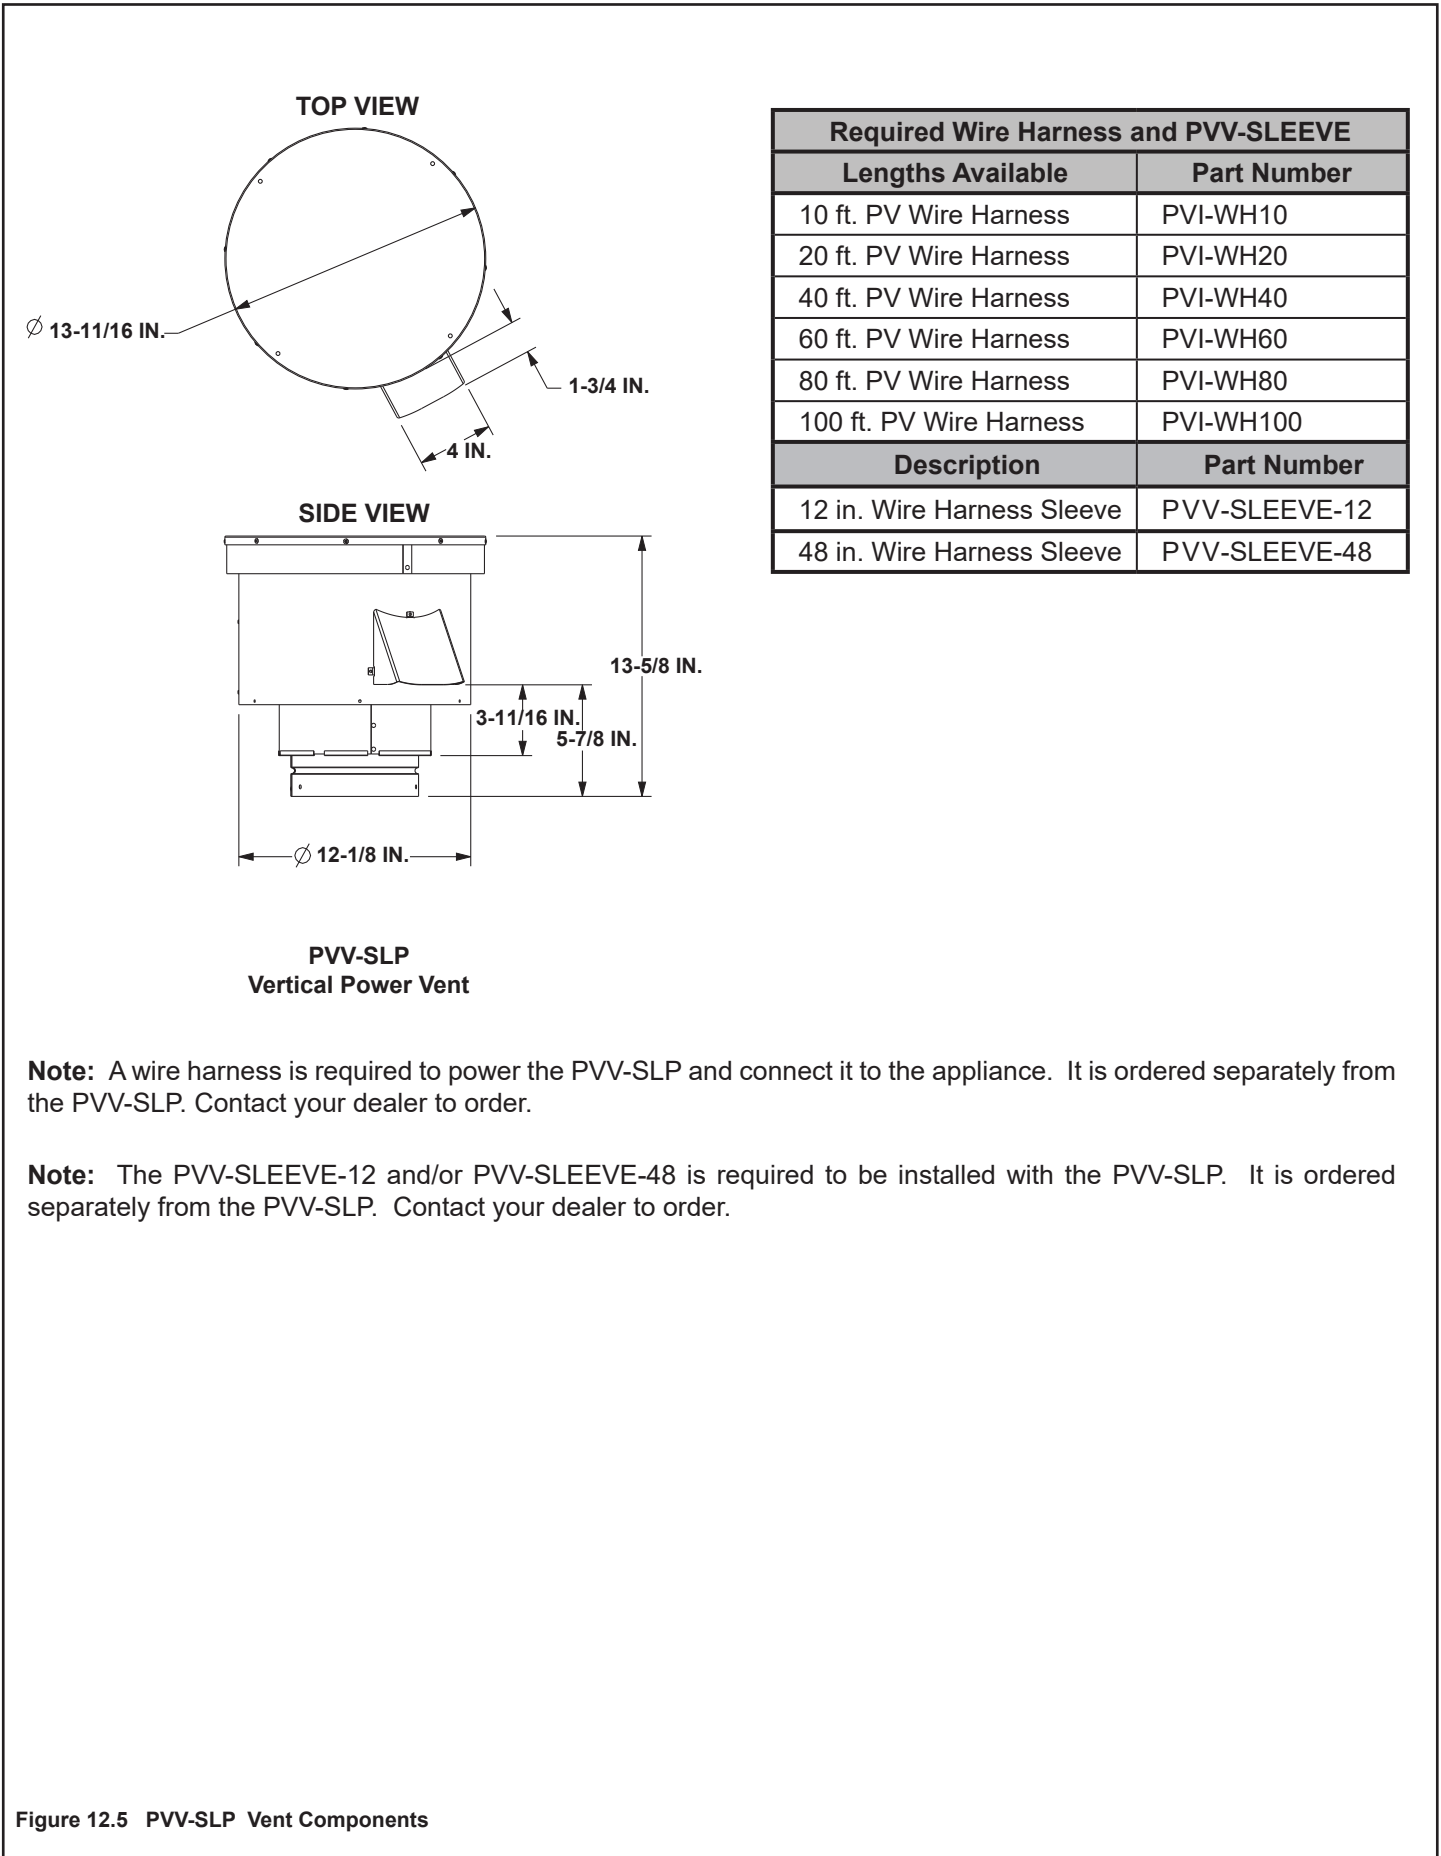 TOP VIEW
Ø 13-11/16 IN.
1-3/4 IN.
4 IN.
SIDE VIEW
13-5/8 IN.
3-11/16 IN.
5-7/8 IN.
Ø 12-1/8 IN.
PVV-SLP
Vertical Power Vent
Required Wire Harness and PVV-SLEEVE
Lengths Available Part Number
10 ft. PV Wire Harness PVI-WH10
20 ft. PV Wire Harness PVI-WH20
40 ft. PV Wire Harness PVI-WH40
60 ft. PV Wire Harness PVI-WH60
80 ft. PV Wire Harness PVI-WH80
100 ft. PV Wire Harness PVI-WH100
Description Part Number
12 in. Wire Harness Sleeve PVV-SLEEVE-12
48 in. Wire Harness Sleeve PVV-SLEEVE-48
Note: A wire harness is required to power the PVV-SLP and connect it to the appliance. It is ordered separately from
the PVV-SLP. Contact your dealer to order.
Note: The PVV-SLEEVE-12 and/or PVV-SLEEVE-48 is required to be installed with the PVV-SLP. It is ordered
separately from the PVV-SLP. Contact your dealer to order.
Figure 12.5 PVV-SLP Vent Components